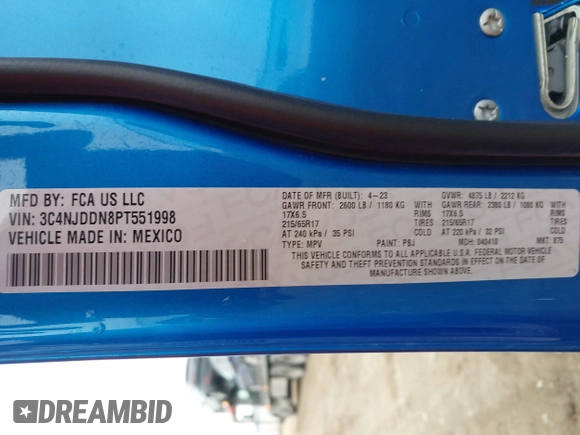 MFD BY: FCA US LLC
VIN: 3C4NJDDN8PT551998
VEHICLE MADE IN: MEXICO
DATE OF MFR (BUILT): 4-23 GVWR: 4875 LB / 2212 KG
GAWR FRONT: 2600 LB / 1180 KG WITH GAWR REAR: 2380 LB / 1080 KG WITH
17X6.5 RIMS 17X6.5 RIMS
215/65R17 TIRES 215/65R17 TIRES
AT 240 kPa / 35 PSI COLD AT 220 kPa / 32 PSI COLD
TYPE: MPV PAINT: PBJ MDH: 040410 MKT: 875
THIS VEHICLE CONFORMS TO ALL APPLICABLE U.S.A. FEDERAL MOTOR VEHICLE
SAFETY AND THEFT PREVENTION STANDARDS IN EFFECT ON THE DATE OF
MANUFACTURE SHOWN ABOVE.
DREAMBID